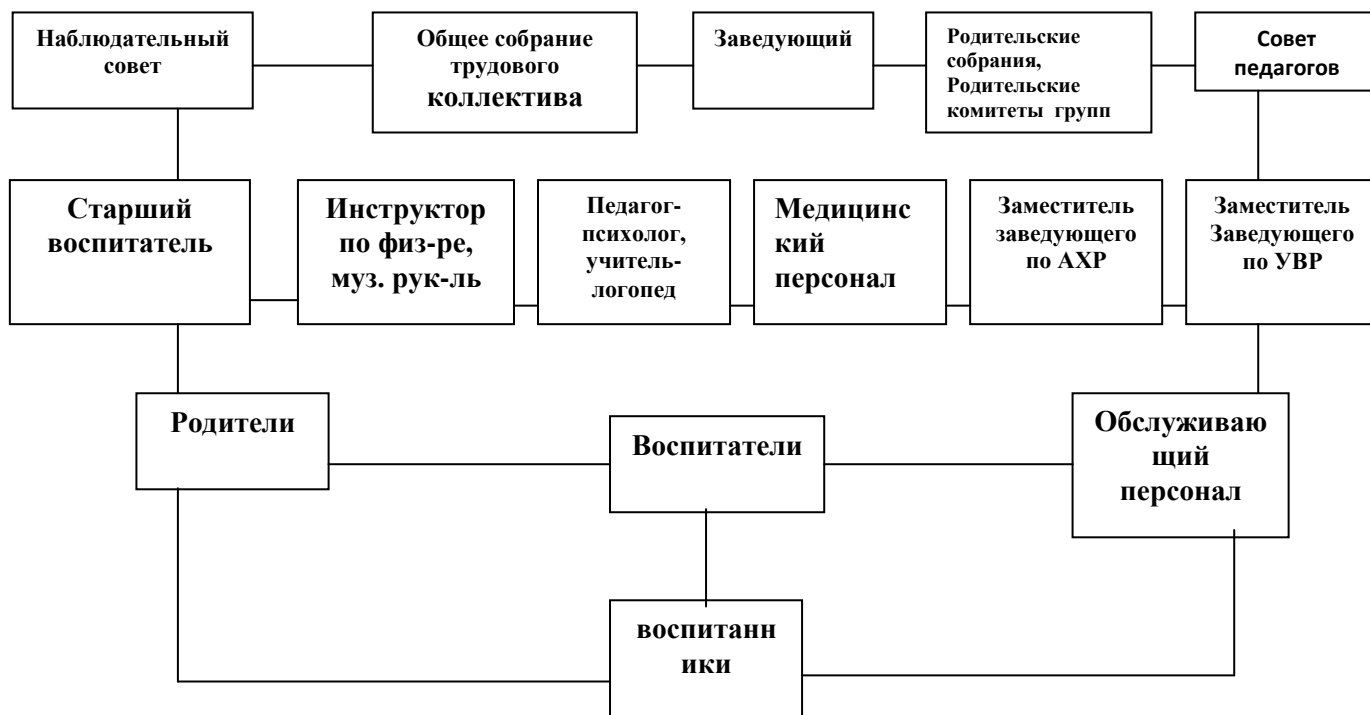 Наблюдательный
совет
Общее собрание
трудового
коллектива
Заведующий
Родительские
собрания,
Родительские
комитеты групп
Совет
педагогов
Старший
воспитатель
Инструктор
по физ-ре,
муз. рук-ль
Педагог-
психолог,
учитель-
логопед
Медицинс
кий
персонал
Заместитель
заведующего
по АХР
Заместитель
Заведующего
по УВР
Родители
Воспитатели
Обслуживаю
щий
персонал
воспитанн
ики